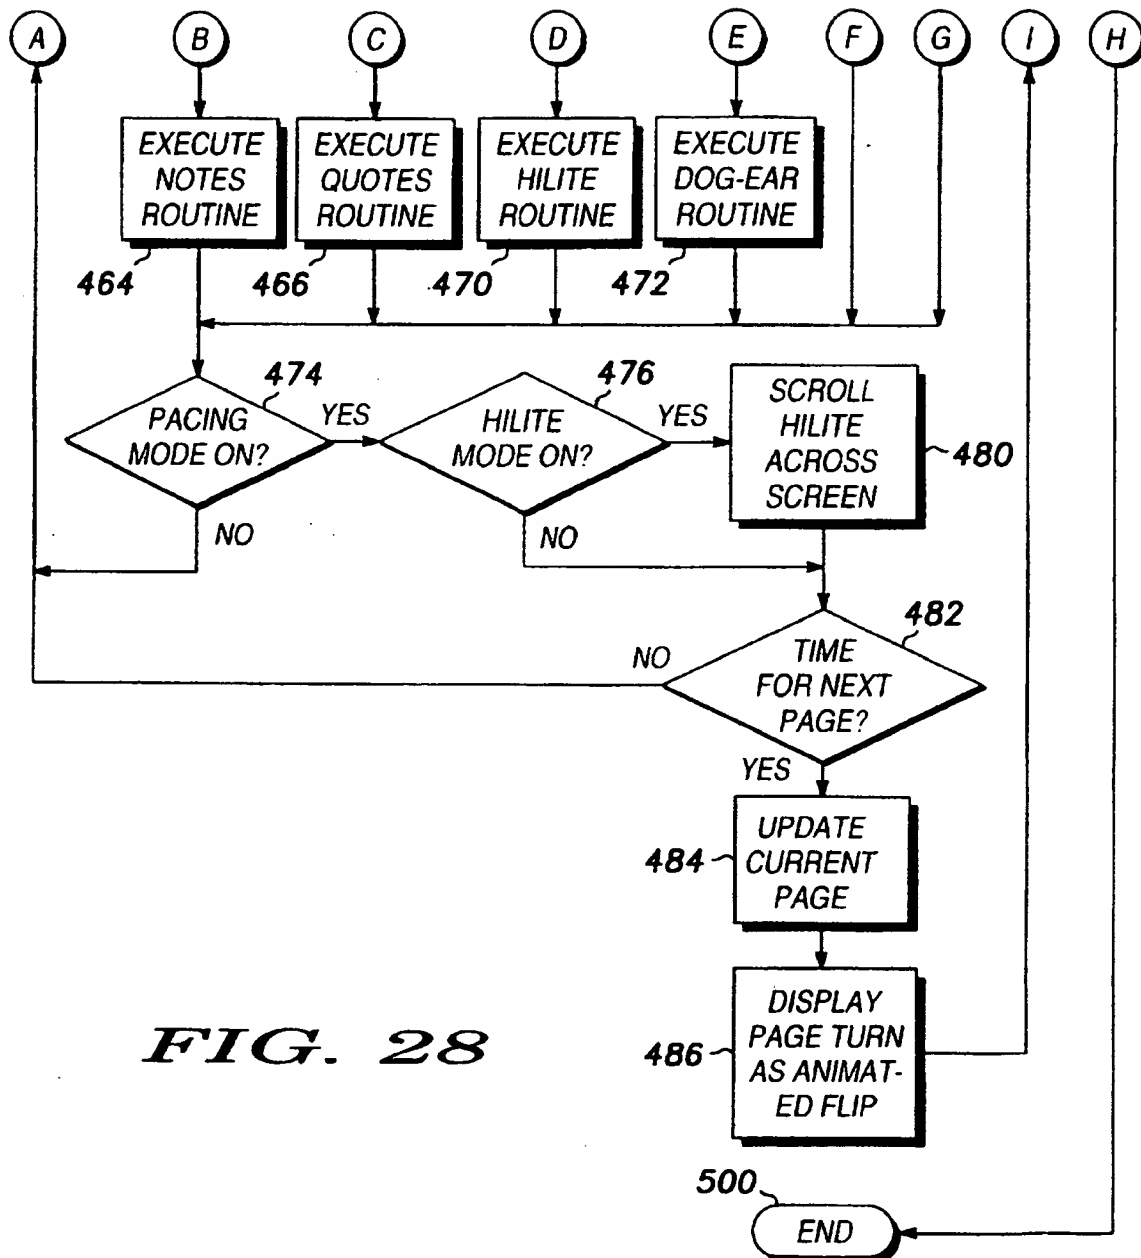 A B C D E F G I H
EXECUTE
NOTES
ROUTINE
464
EXECUTE
QUOTES
ROUTINE
466
EXECUTE
HILITE
ROUTINE
470
EXECUTE
DOG-EAR
ROUTINE
472
PACING
MODE ON?
474
YES
NO
HILITE
MODE ON?
476
YES
NO
SCROLL
HILITE
ACROSS
SCREEN
480
TIME
FOR NEXT
PAGE?
482
NO
YES
UPDATE
CURRENT
PAGE
484
DISPLAY
PAGE TURN
AS ANIMAT-
ED FLIP
486
FIG. 28
500
END